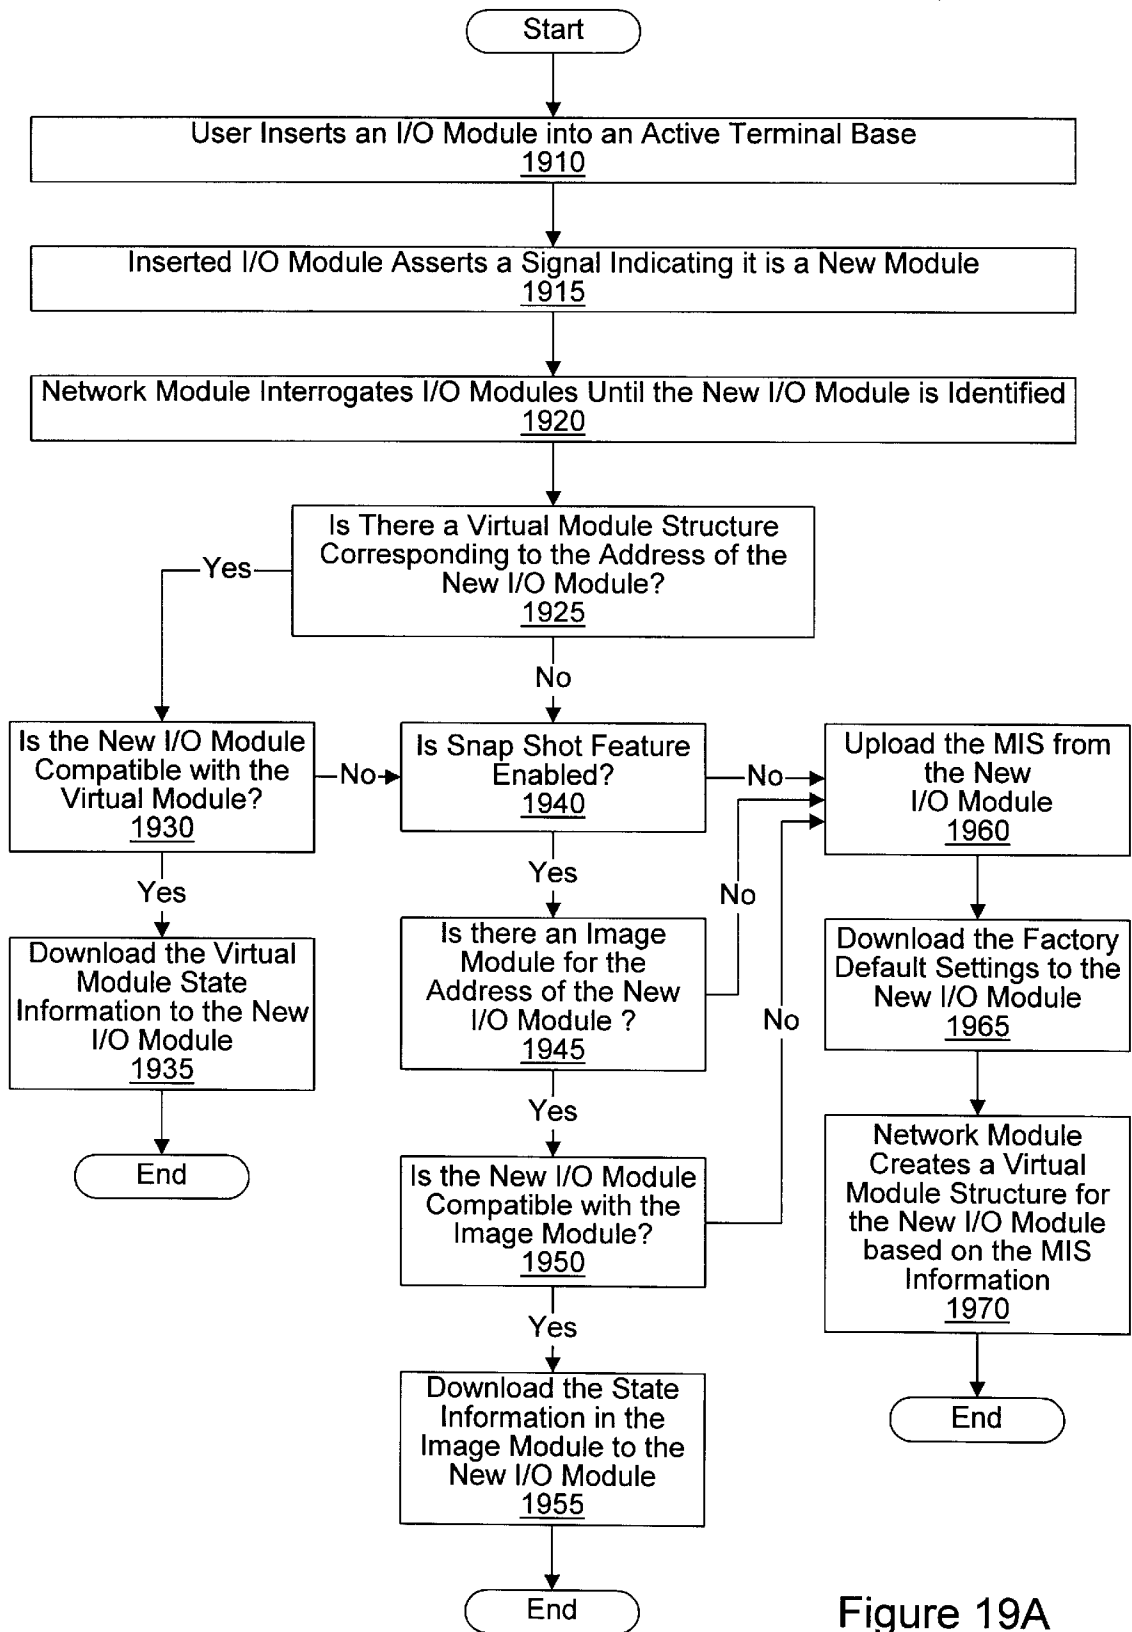 Start
User Inserts an I/O Module into an Active Terminal Base
1910
Inserted I/O Module Asserts a Signal Indicating it is a New Module
1915
Network Module Interrogates I/O Modules Until the New I/O Module is Identified
1920
Is There a Virtual Module Structure
Corresponding to the Address of the
New I/O Module?
1925
Yes
No
Is the New I/O Module
Compatible with the
Virtual Module?
1930
No
Yes
Download the Virtual
Module State
Information to the New
I/O Module
1935
End
Is Snap Shot Feature
Enabled?
1940
No
Yes
Is there an Image
Module for the
Address of the New
I/O Module ?
1945
No
Yes
Is the New I/O Module
Compatible with the
Image Module?
1950
No
Yes
Download the State
Information in the
Image Module to the
New I/O Module
1955
End
Upload the MIS from
the New
I/O Module
1960
Download the Factory
Default Settings to the
New I/O Module
1965
Network Module
Creates a Virtual
Module Structure for
the New I/O Module
based on the MIS
Information
1970
End
Figure 19A